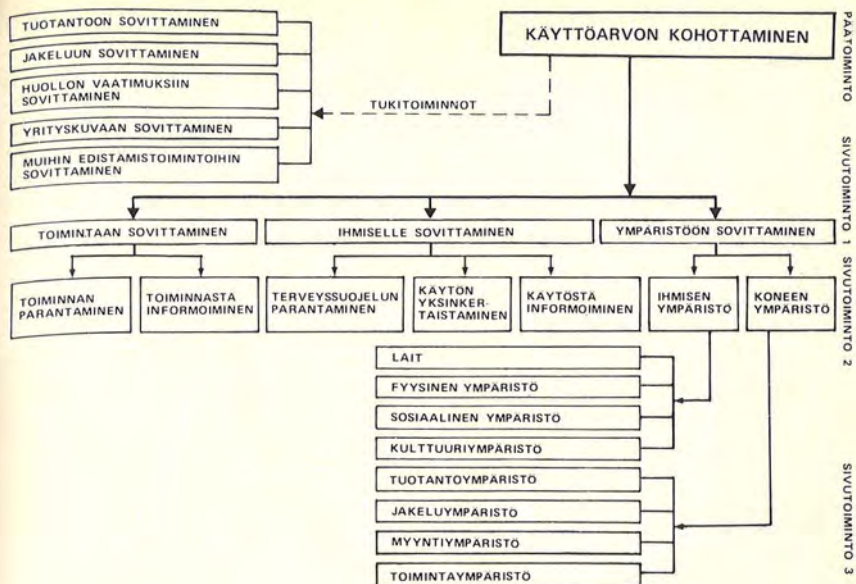 KÄYTTÖARVON KOHOTTAMINEN
TUKITOIMINNOT
TUOTANTOON SOVITTAMINEN
JAKELUUN SOVITTAMINEN
HUOLLON VAATIMUKSIIN
SOVITTAMINEN
YRITYSKUVAAN SOVITTAMINEN
MUIHIN EDISTAMISTOIMINTOIHIN
SOVITTAMINEN
TOIMINTAAN SOVITTAMINEN
IHMISELLE SOVITTAMINEN
YMPÄRISTÖÖN SOVITTAMINEN
TOIMINNAN
PARANTAMINEN
TOIMINNASTA
INFORMOIMINEN
TERVEYSSUOJELUN
PARANTAMINEN
KÄYTÖN
YKSINKER-
TAISTAMINEN
KÄYTÖSTÄ
INFORMOIMINEN
IHMISEN
YMPÄRISTÖ
KONEEN
YMPÄRISTÖ
LAIT
FYYSINEN YMPÄRISTÖ
SOSIAALINEN YMPÄRISTÖ
KULTTUURIYMPÄRISTÖ
TUOTANTOYMPÄRISTÖ
JAKELUYMPÄRISTÖ
MYYNTIYMPÄRISTÖ
TOIMINTAYMPÄRISTÖ
PÄÄTOIMINTO
SIVUTOIMINTO 1
SIVUTOIMINTO 2
SIVUTOIMINTO 3